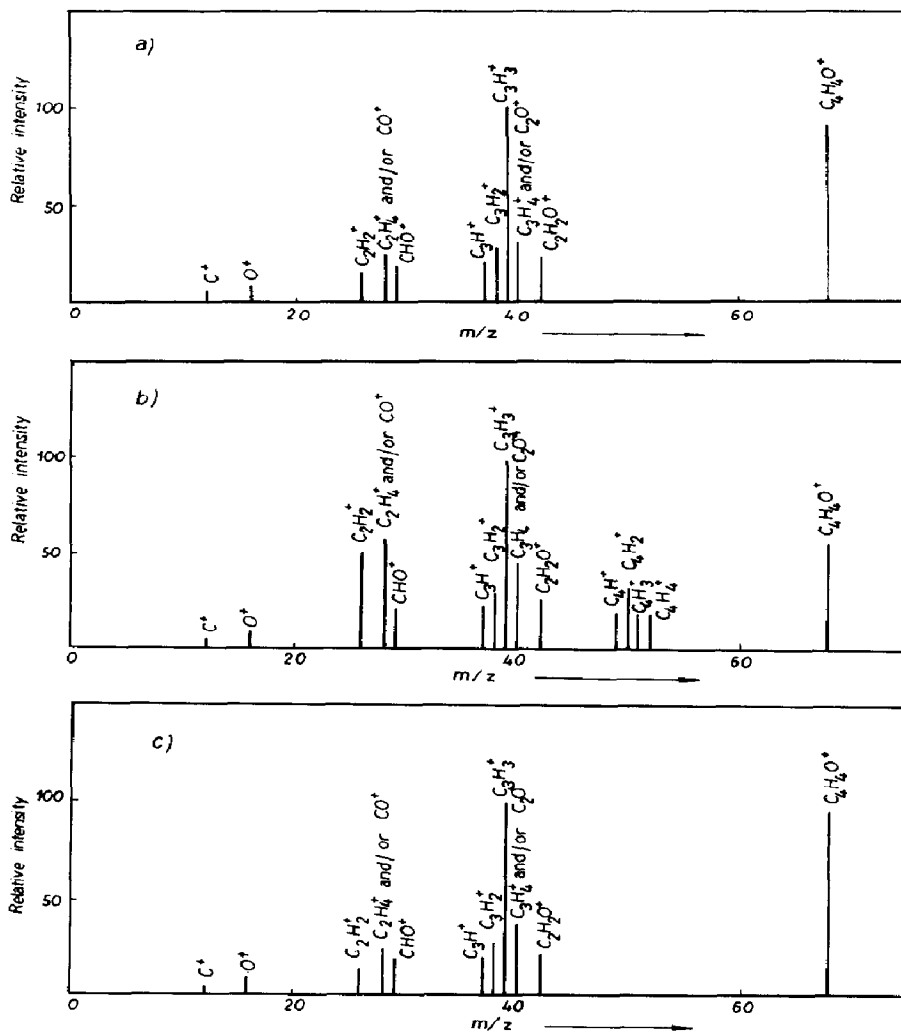 a)
Relative intensity
100
50
C⁺
O⁺
C₂H₂⁺
C₂H₄⁺ and/or CO⁺
CHO⁺
C₃H⁺
C₃H₂⁺
C₃H₃⁺
C₃H₄⁺ and/or C₂O⁺
C₂H₂O⁺
C₄H₄O⁺
0 20 40 60
m/z
b)
Relative intensity
100
50
C⁺
O⁺
C₂H₂⁺
C₂H₄⁺ and/or CO⁺
CHO⁺
C₃H⁺
C₃H₂⁺
C₃H₃⁺
C₃H₄ and/or C₂O⁺
C₂H₂O⁺
C₄H⁺
C₄H₂⁺
C₄H₃⁺
C₄H₄⁺
C₄H₄O⁺
0 20 40 60
m/z
c)
Relative intensity
100
50
C⁺
O⁺
C₂H₂⁺
C₂H₄⁺ and/or CO⁺
CHO⁺
C₃H⁺
C₃H₂⁺
C₃H₃⁺
C₃H₄⁺ and/or C₂O⁺
C₂H₂O⁺
C₄H₄O⁺
0 20 40 60
m/z